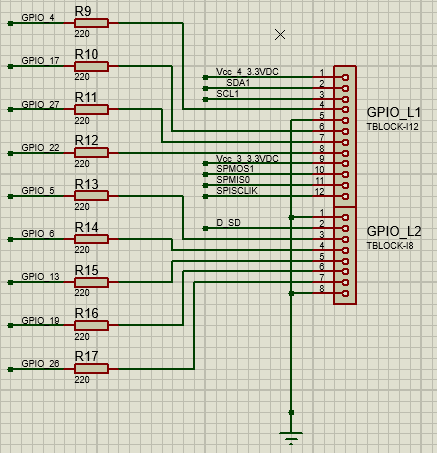 R9
GPIO_4
220
R10
GPIO_17
220
R11
GPIO_27
220
R12
GPIO_22
220
R13
GPIO_5
220
R14
GPIO_6
220
R15
GPIO_13
220
R16
GPIO_19
220
R17
GPIO_26
220
Vcc_4_3.3VDC
SDA1
SCL1
Vcc_3_3.3VDC
SPMOS1
SPMIS0
SPISCLIK
D_SD
1
2
3
4
5
6
7
8
9
10
11
12
GPIO_L1
TBLOCK-I12
1
2
3
4
5
6
7
8
GPIO_L2
TBLOCK-I8